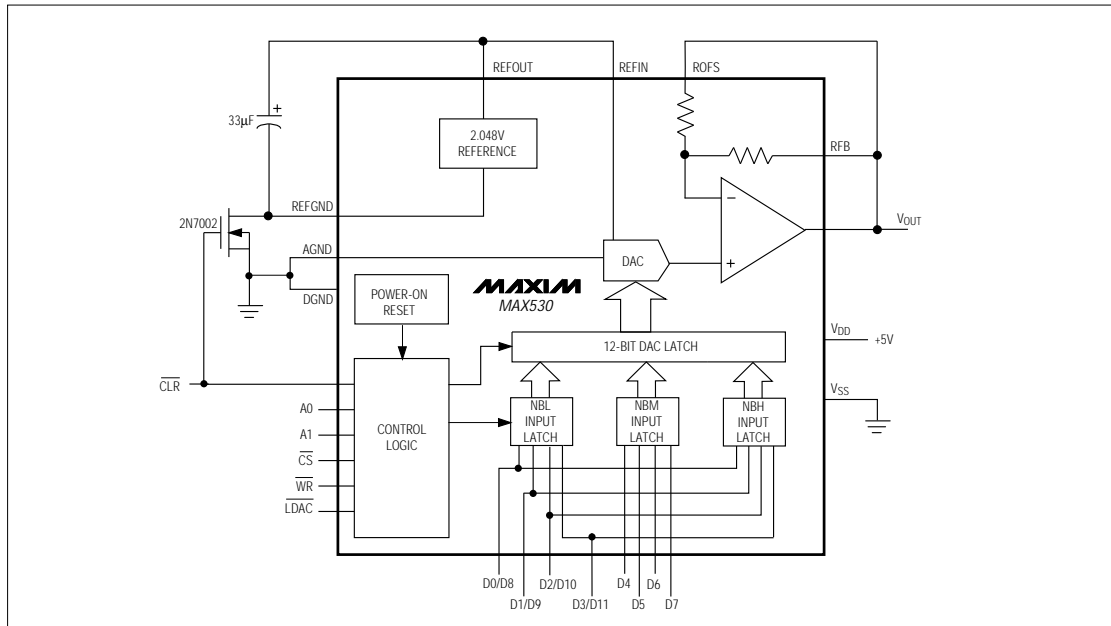 REFOUT
REFIN
ROFS
33µF
+
2.048V
REFERENCE
RFB
2N7002
REFGND
−
VOUT
AGND
DAC
+
DGND
POWER-ON
RESET
MAXIM
MAX530
VDD
+5V
12-BIT DAC LATCH
CLR
VSS
A0
A1
CS
WR
LDAC
CONTROL
LOGIC
NBL
INPUT
LATCH
NBM
INPUT
LATCH
NBH
INPUT
LATCH
D0/D8
D1/D9
D2/D10
D3/D11
D4
D5
D6
D7